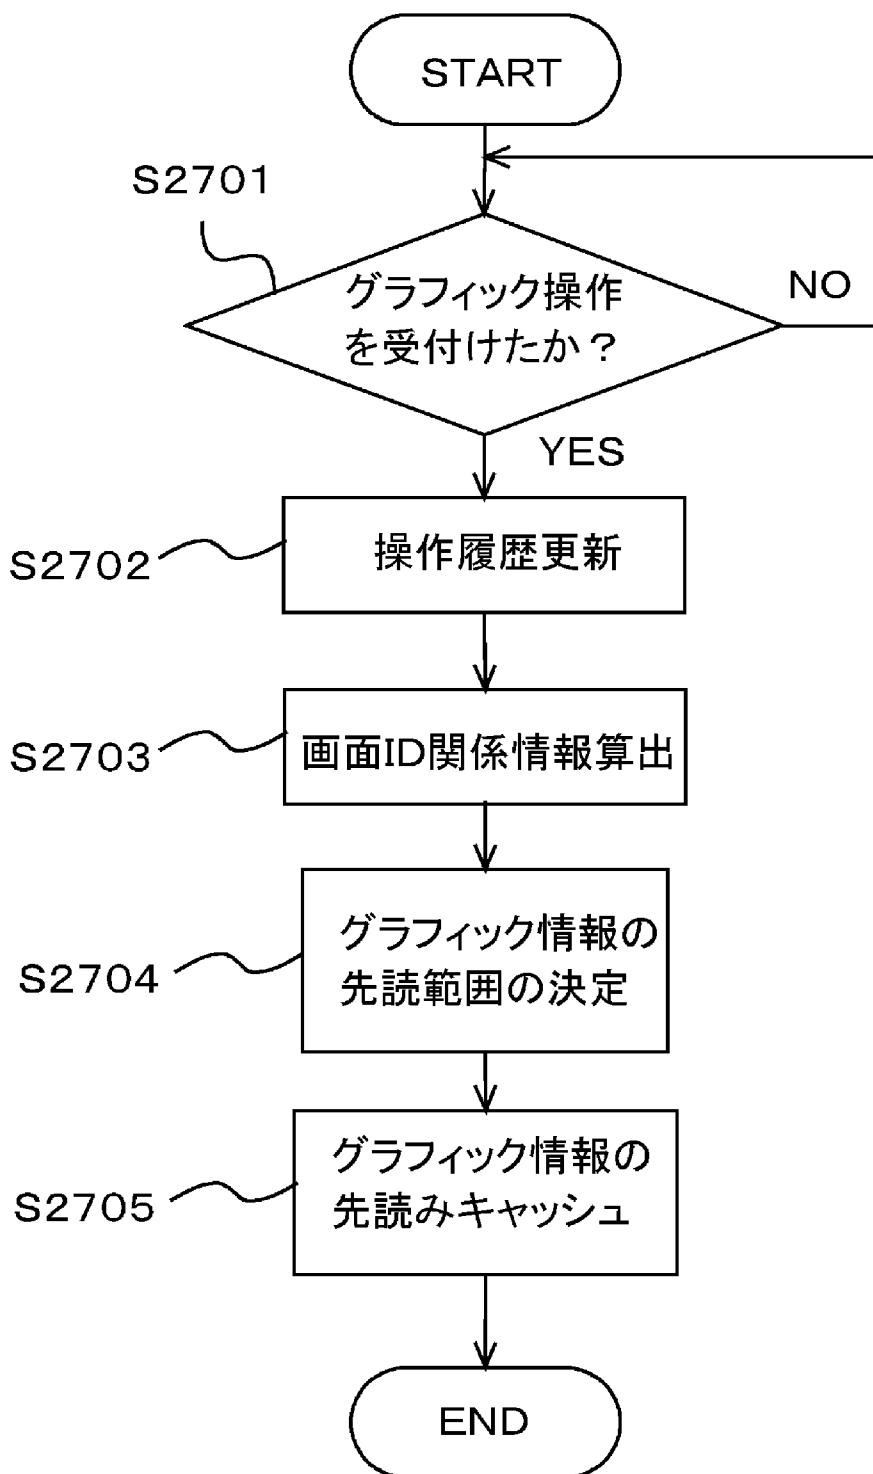 START
S2701
グラフィック操作
を受付けたか？
NO
YES
S2702
操作履歴更新
S2703
画面ID関係情報算出
S2704
グラフィック情報の
先読範囲の決定
S2705
グラフィック情報の
先読みキャッシュ
END